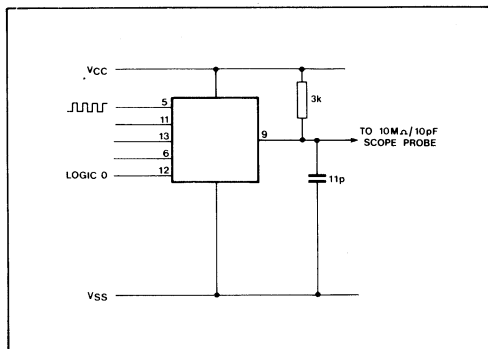 VCC
5
11
13
6
LOGIC 0
12
9
3k
TO 10MΩ/10pF
SCOPE PROBE
11p
VSS